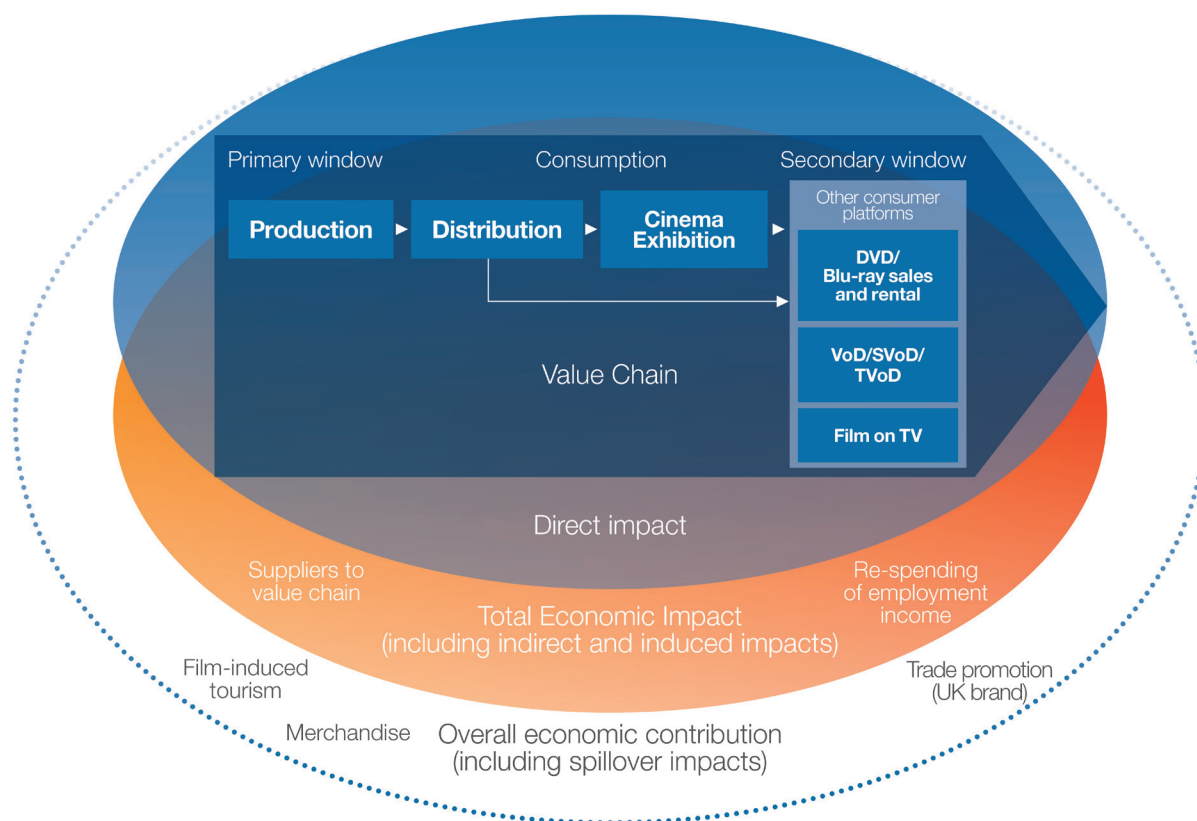 Primary window
Consumption
Secondary window
Production
Distribution
Cinema
Exhibition
Other consumer
platforms
DVD/
Blu-ray sales
and rental
VoD/SVoD/
TVoD
Film on TV
Value Chain
Direct impact
Suppliers to
value chain
Total Economic Impact
(including indirect and induced impacts)
Re-spending
of employment
income
Film-induced
tourism
Merchandise
Overall economic contribution
(including spillover impacts)
Trade promotion
(UK brand)